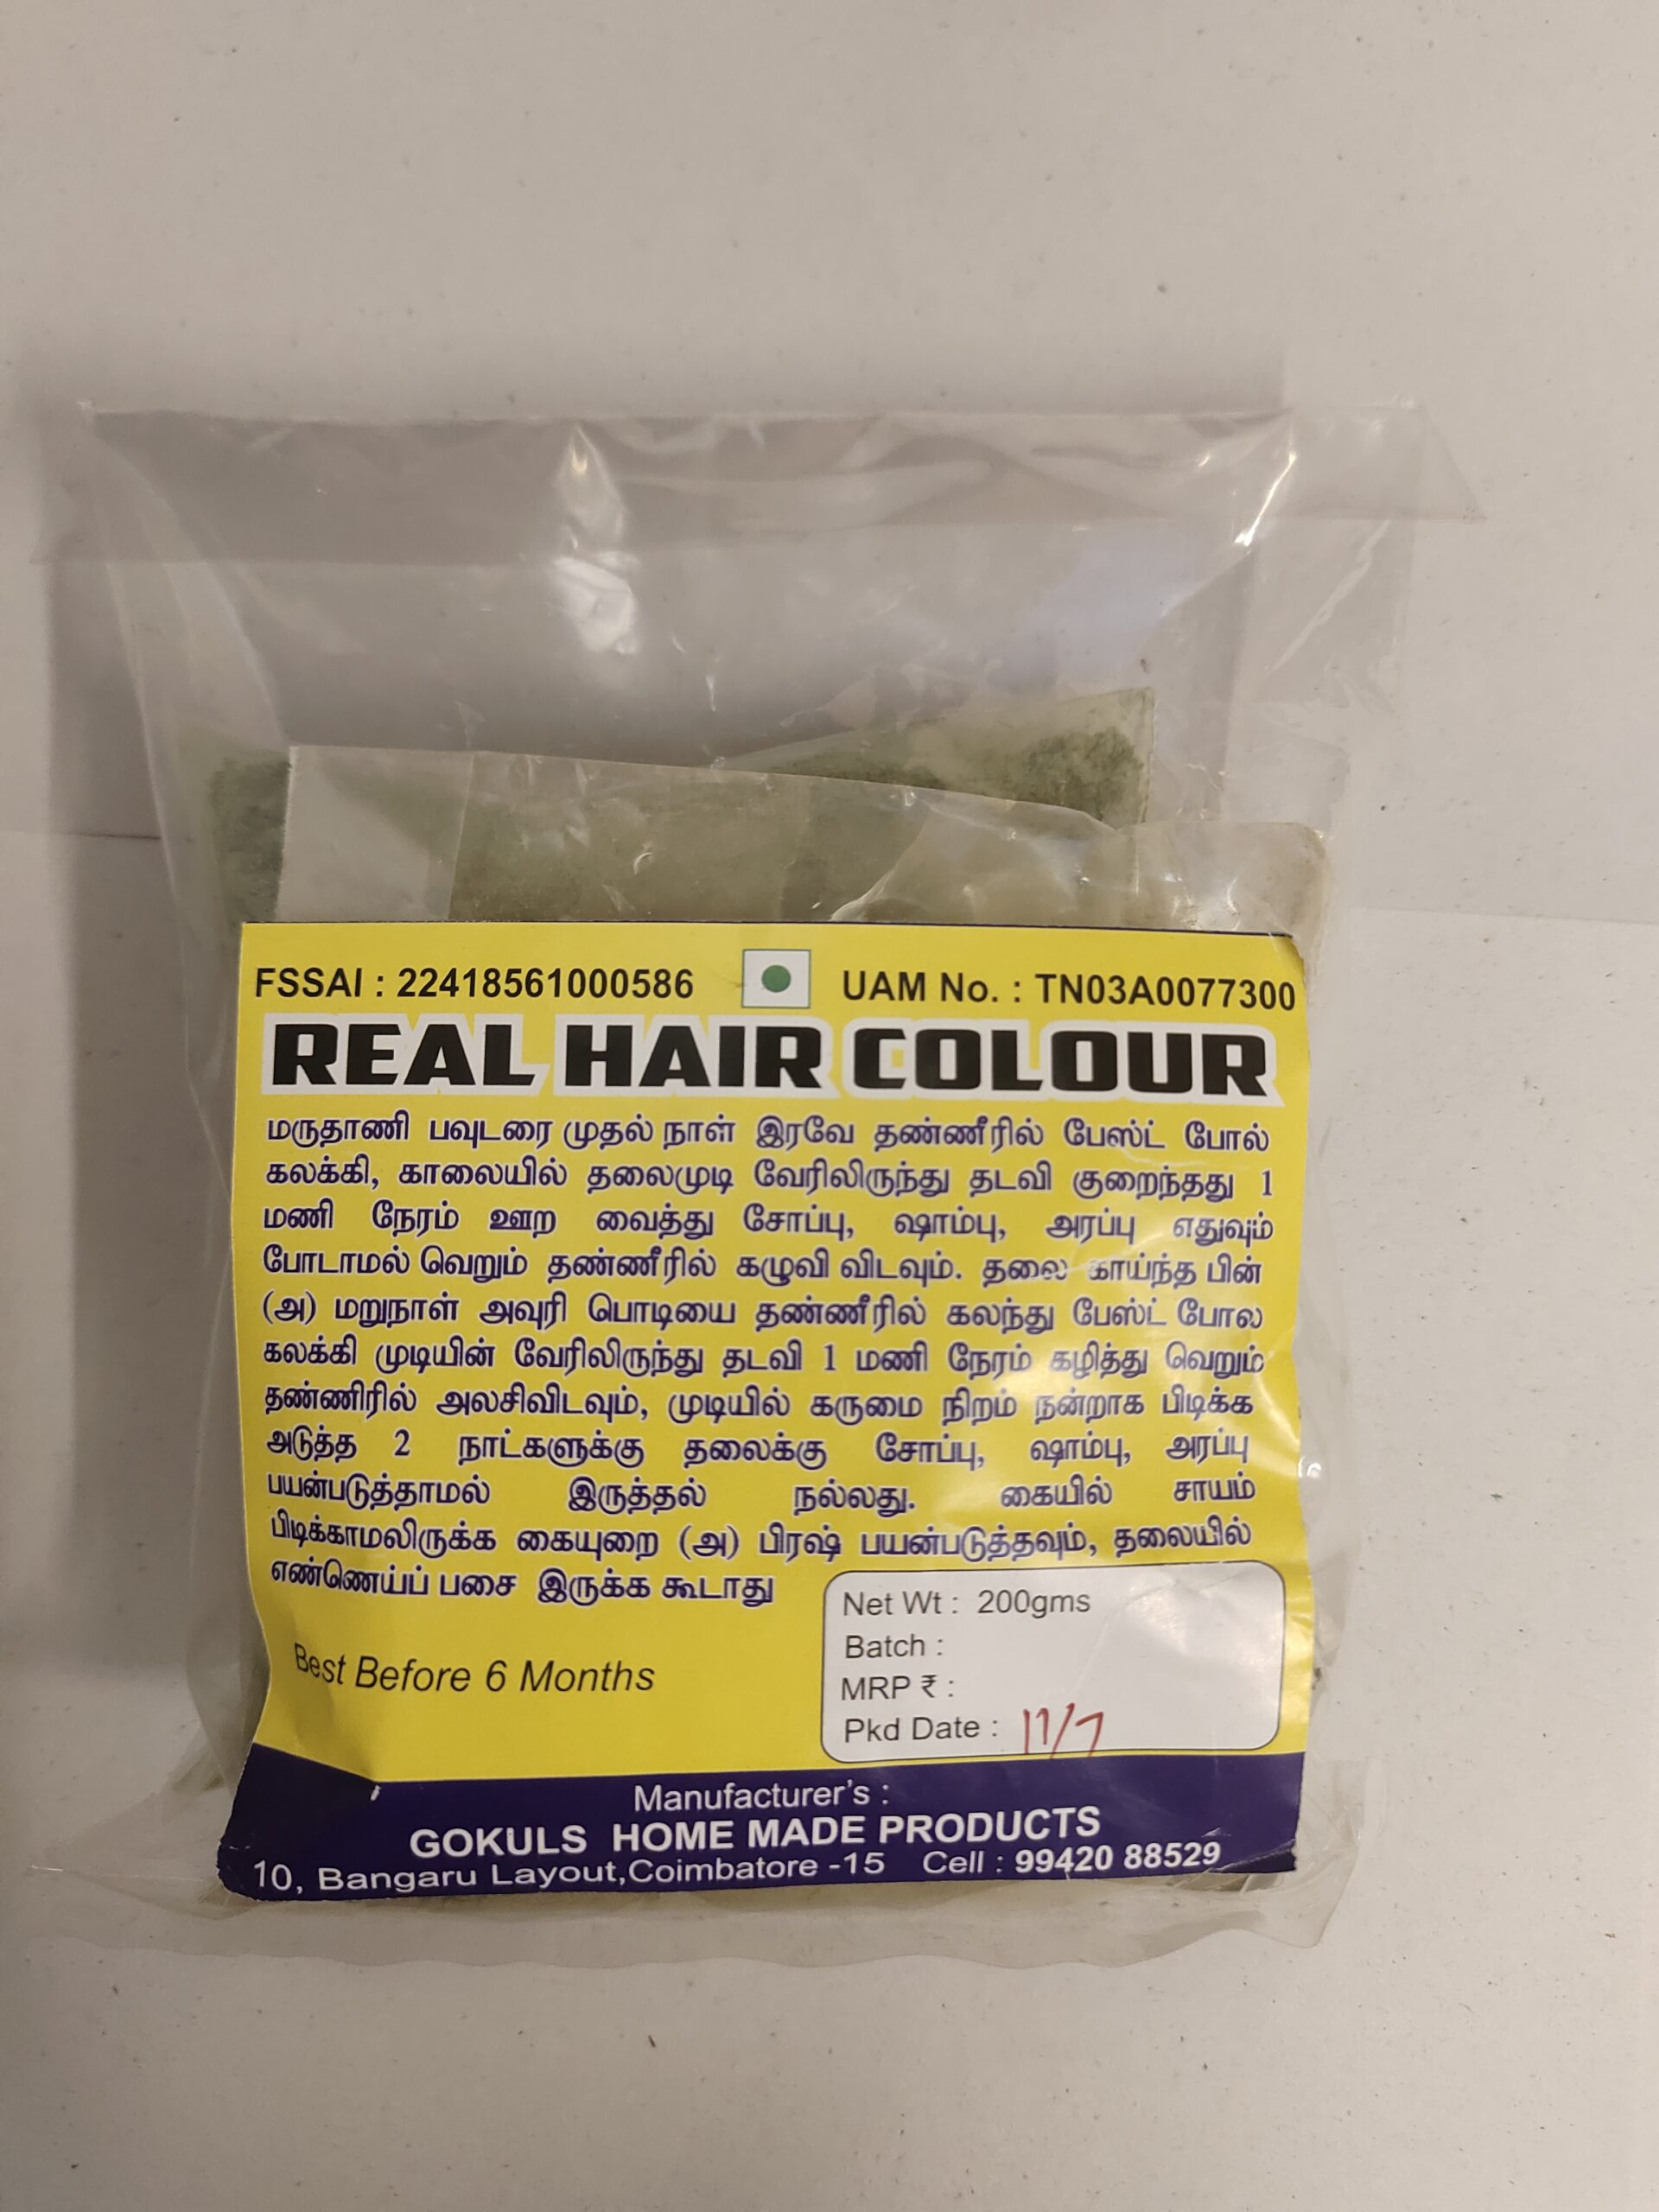 FSSAI : 22418561000586 UAM No. : TN03A0077300
REAL HAIR COLOUR
மருதாணி பவுடரை முதல் நாள் இரவே தண்ணீரில் பேஸ்ட் போல்
கலக்கி, காலையில் தலைமுடி வேரிலிருந்து தடவி குறைந்தது 1
மணி நேரம் ஊற வைத்து சோப்பு, ஷாம்பு, அரப்பு எதுவும்
போடாமல் வெறும் தண்ணீரில் கழுவி விடவும். தலை காய்ந்த பின்
(அ) மறுநாள் அவுரி பொடியை தண்ணீரில் கலந்து பேஸ்ட் போல
கலக்கி முடியின் வேரிலிருந்து தடவி 1 மணி நேரம் கழித்து வெறும்
தண்ணிரில் அலசிவிடவும், முடியில் கருமை நிறம் நன்றாக பிடிக்க
அடுத்த 2 நாட்களுக்கு தலைக்கு சோப்பு, ஷாம்பு, அரப்பு
பயன்படுத்தாமல் இருத்தல் நல்லது. கையில் சாயம்
பிடிக்காமலிருக்க கையுறை (அ) பிரஷ் பயன்படுத்தவும், தலையில்
எண்ணெய்ப் பசை இருக்க கூடாது
Net Wt : 200gms
Batch :
Best Before 6 Months
MRP ₹ :
Pkd Date : 11/7
Manufacturer's :
GOKULS HOME MADE PRODUCTS
10, Bangaru Layout,Coimbatore -15 Cell : 99420 88529